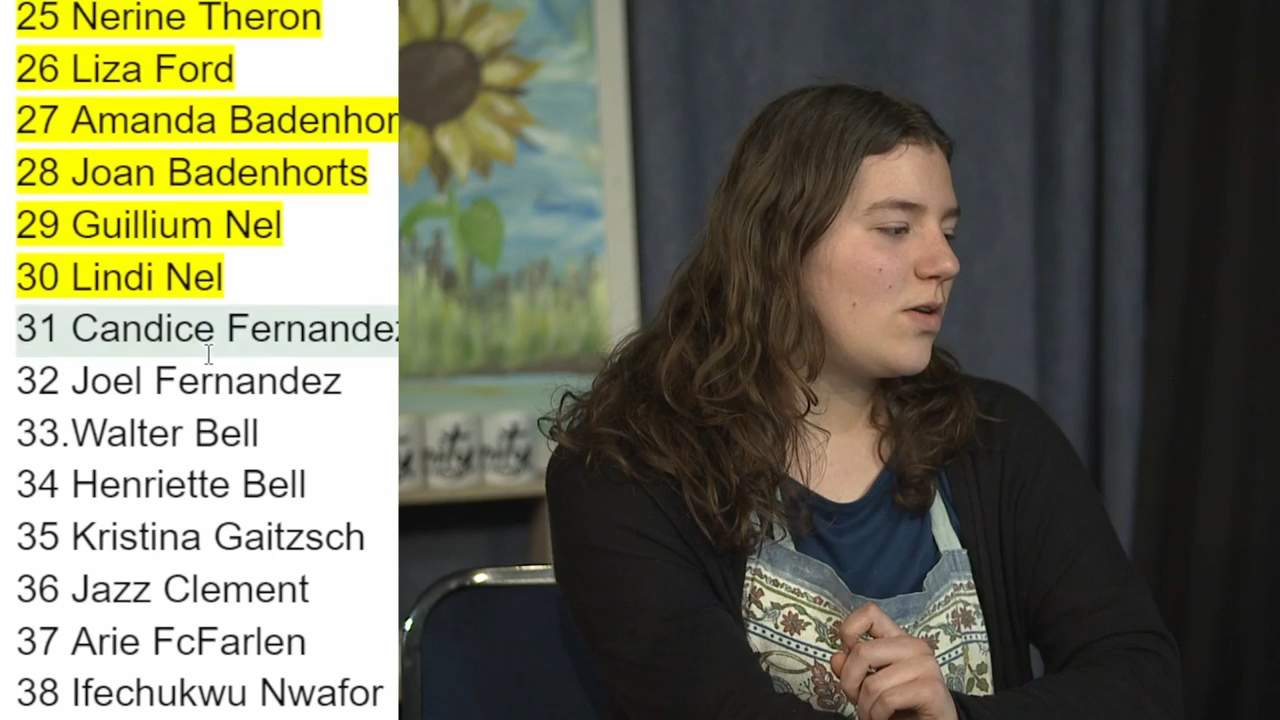 25 Nerine Theron
26 Liza Ford
27 Amanda Badenhor
28 Joan Badenhorts
29 Guillium Nel
30 Lindi Nel
31 Candice Fernandez
32 Joel Fernandez
33.Walter Bell
34 Henriette Bell
35 Kristina Gaitzsch
36 Jazz Clement
37 Arie FcFarlen
38 Ifechukwu Nwafor